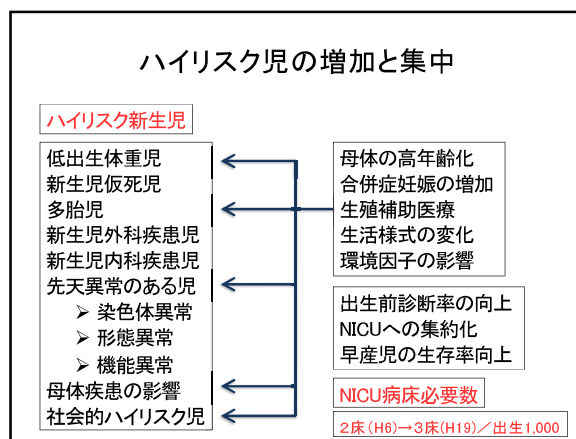 ハイリスク児の増加と集中
ハイリスク新生児
低出生体重児
新生児仮死児
多胎児
新生児外科疾患児
新生児内科疾患児
先天異常のある児
➢ 染色体異常
➢ 形態異常
➢ 機能異常
母体疾患の影響
社会的ハイリスク児
母体の高年齢化
合併症妊娠の増加
生殖補助医療
生活様式の変化
環境因子の影響
出生前診断率の向上
NICUへの集約化
早産児の生存率向上
NICU病床必要数
2床(H6)→3床(H19)/出生1,000